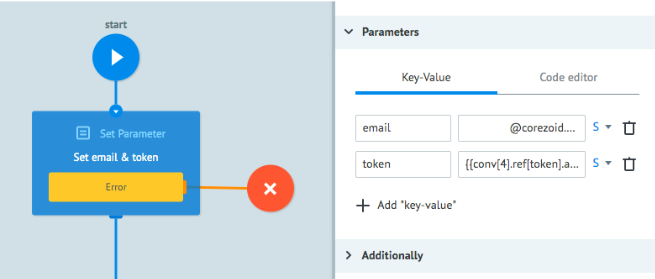 start
Set Parameter
Set email & token
Error
Parameters
Key-Value
Code editor
email
@corezoid....
S
token
{{conv[4].ref[token].a...
S
Add "key-value"
Additionally